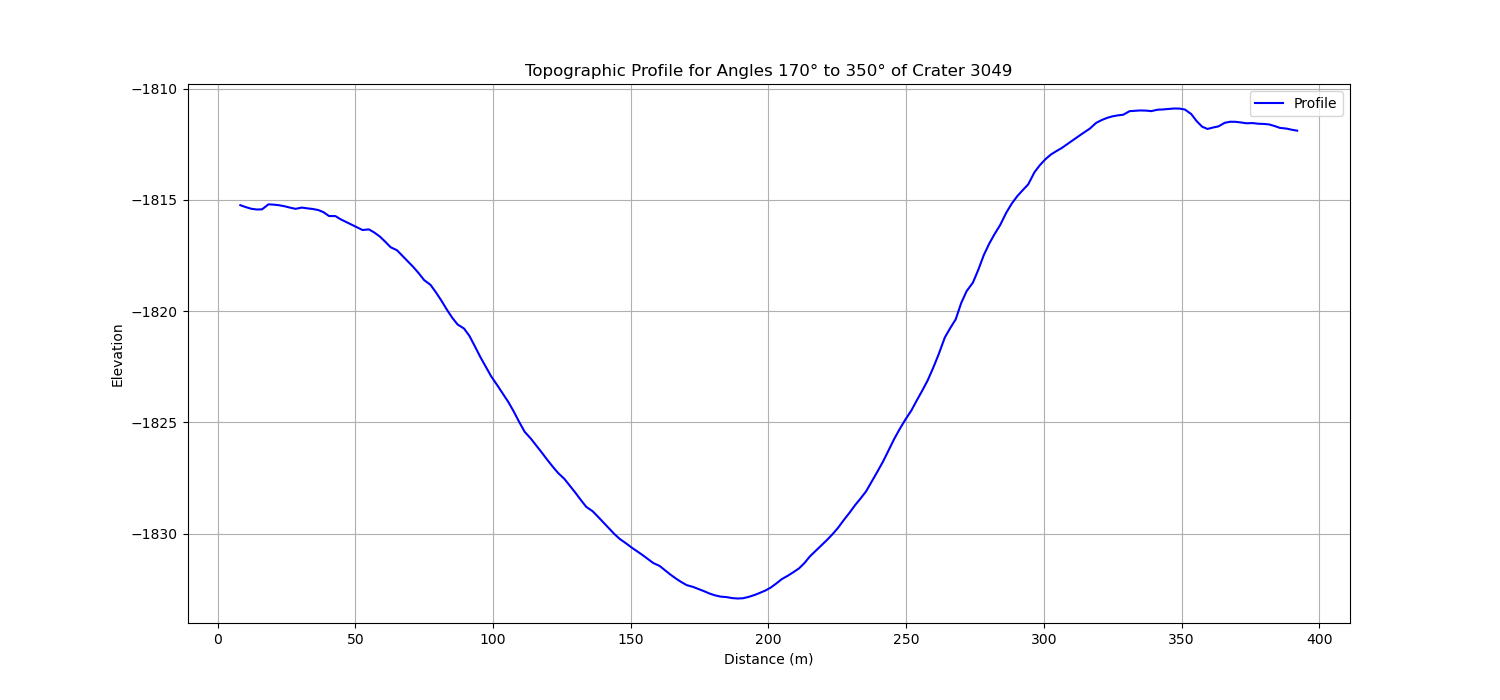 Topographic Profile for Angles 170° to 350° of Crater 3049
Profile
Elevation
−1810
−1815
−1820
−1825
−1830
0 50 100 150 200 250 300 350 400
Distance (m)